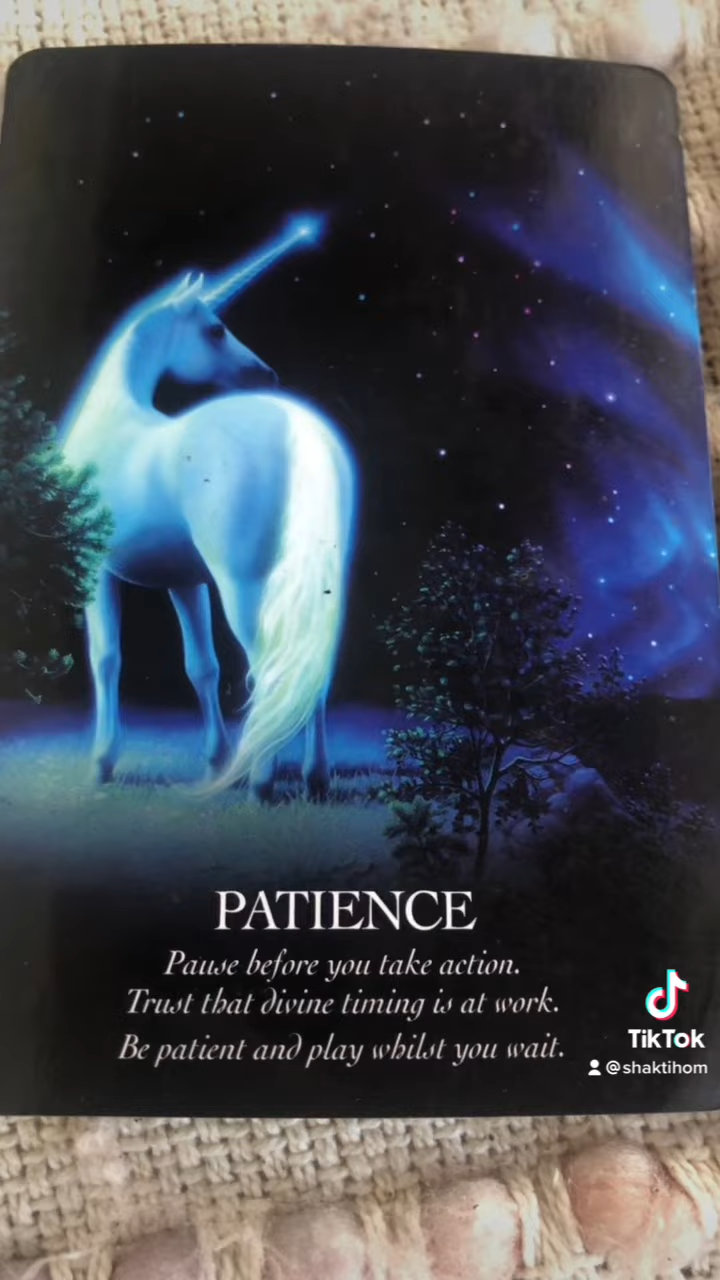 PATIENCE
Pause before you take action.
Trust that divine timing is at work.
Be patient and play whilst you wait.
TikTok
@shaktihom